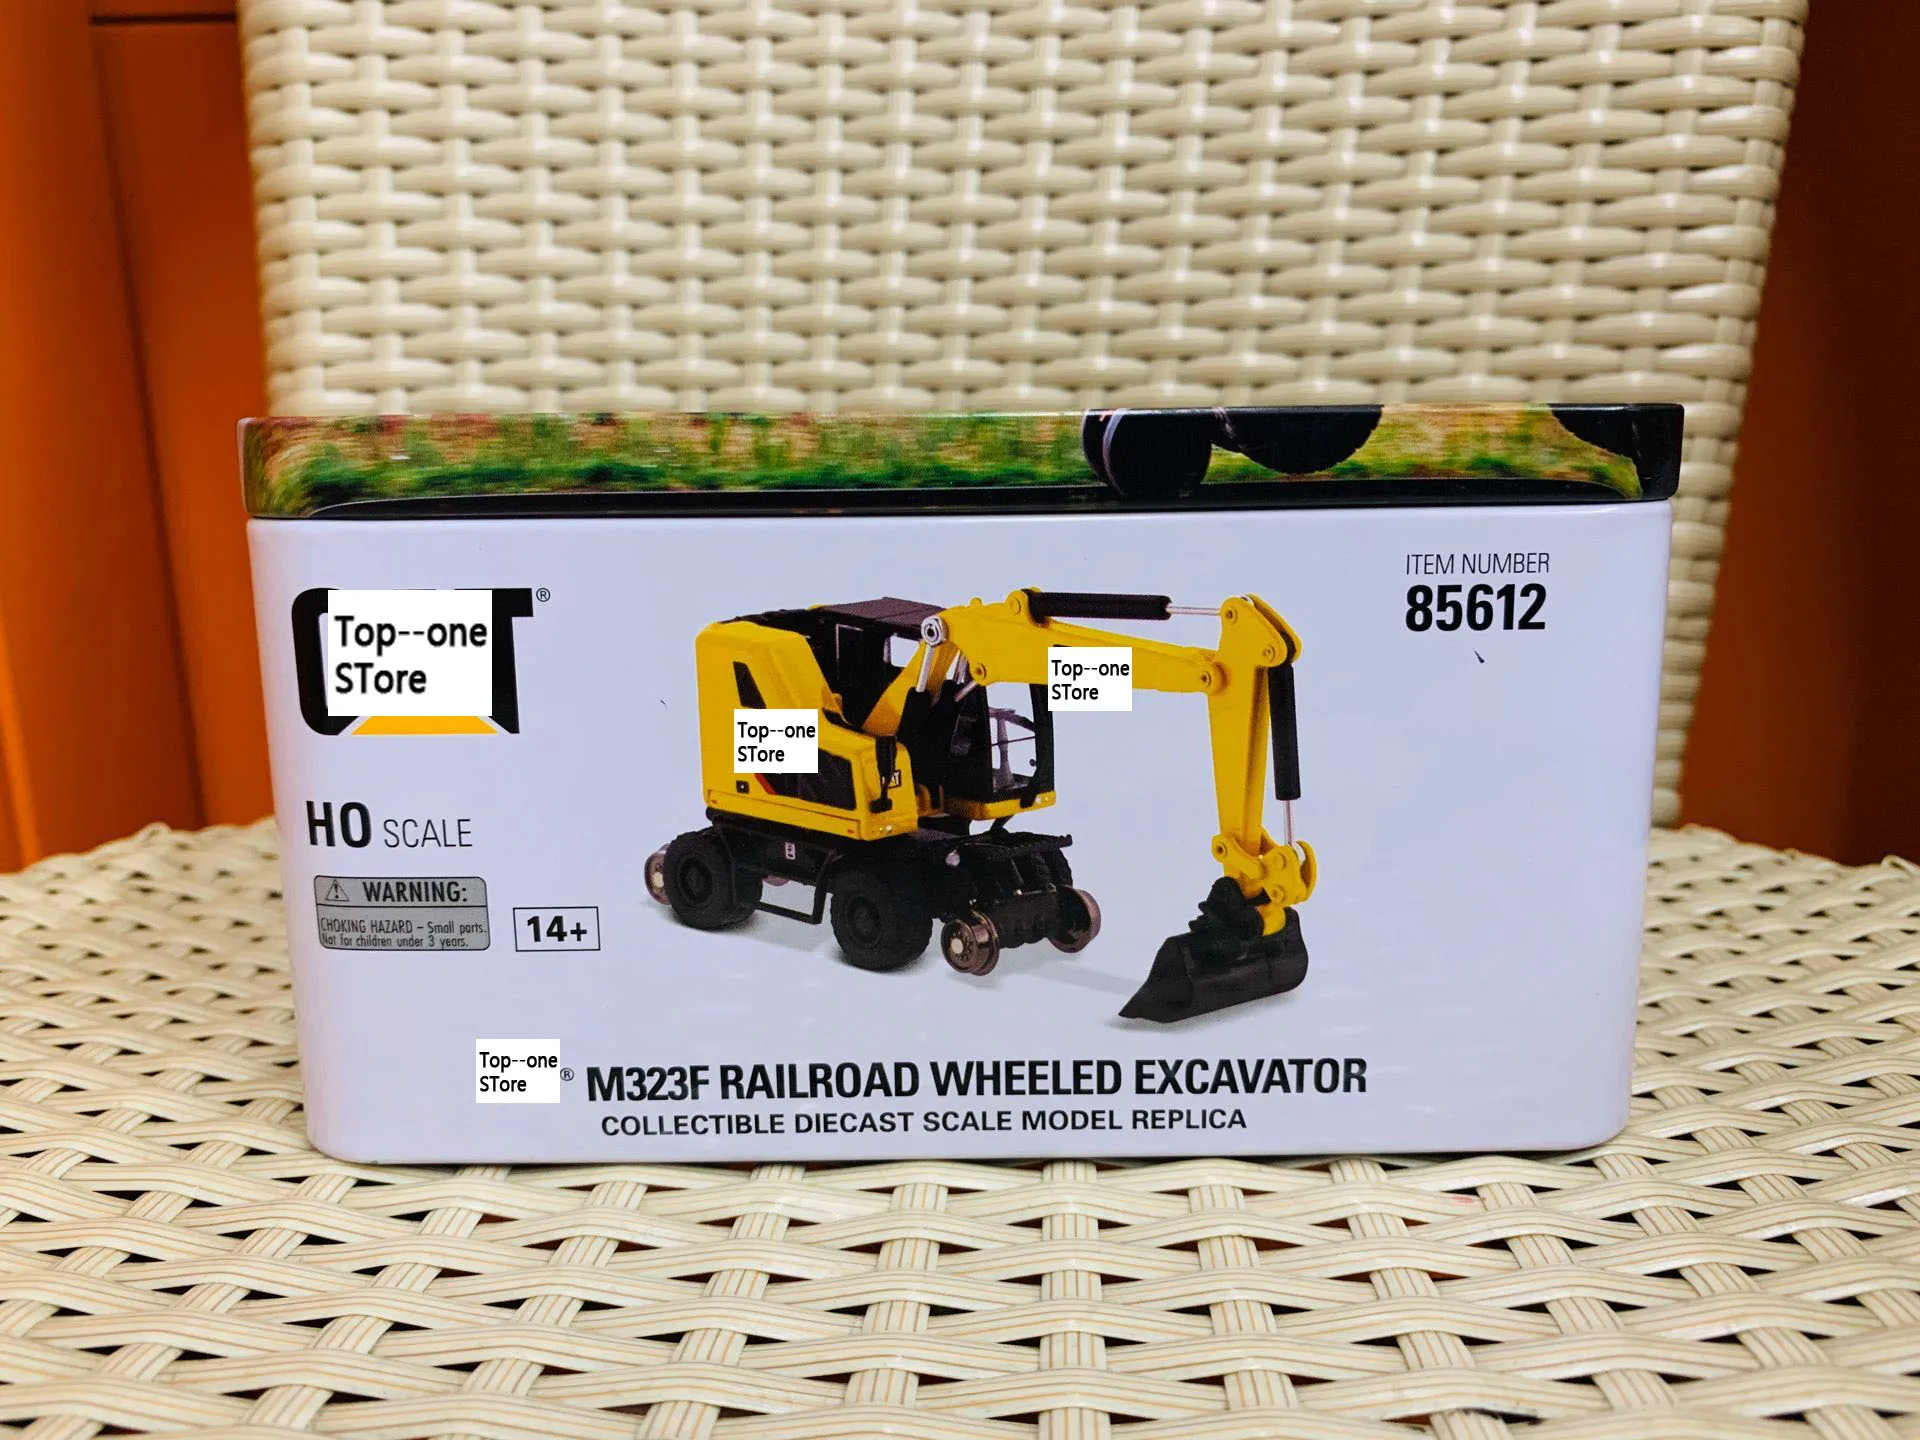 ITEM NUMBER
85612
C T®
Top--one
STore
Top--one
STore
Top--one
STore
HO SCALE
WARNING:
CHOKING HAZARD – Small parts.
Not for children under 3 years.
14+
Top--one
STore
® M323F RAILROAD WHEELED EXCAVATOR
COLLECTIBLE DIECAST SCALE MODEL REPLICA